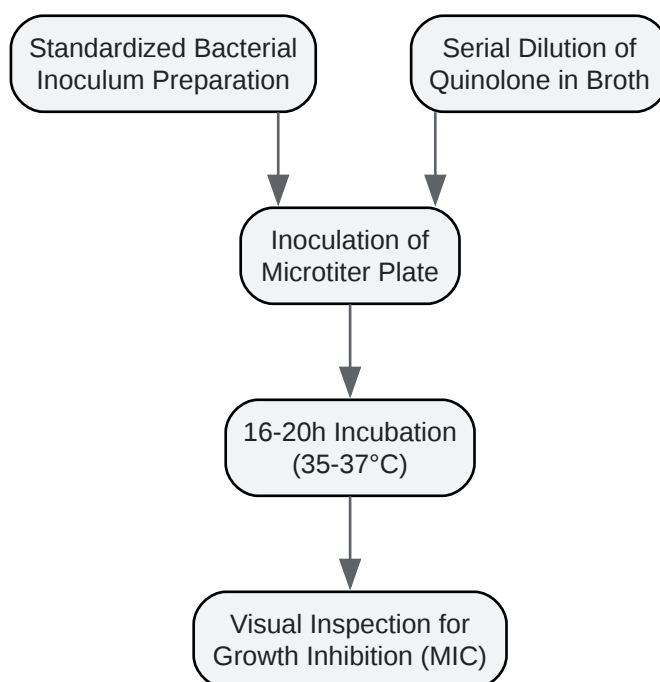 Standardized Bacterial
Inoculum Preparation
Serial Dilution of
Quinolone in Broth
Inoculation of
Microtiter Plate
16-20h Incubation
(35-37°C)
Visual Inspection for
Growth Inhibition (MIC)